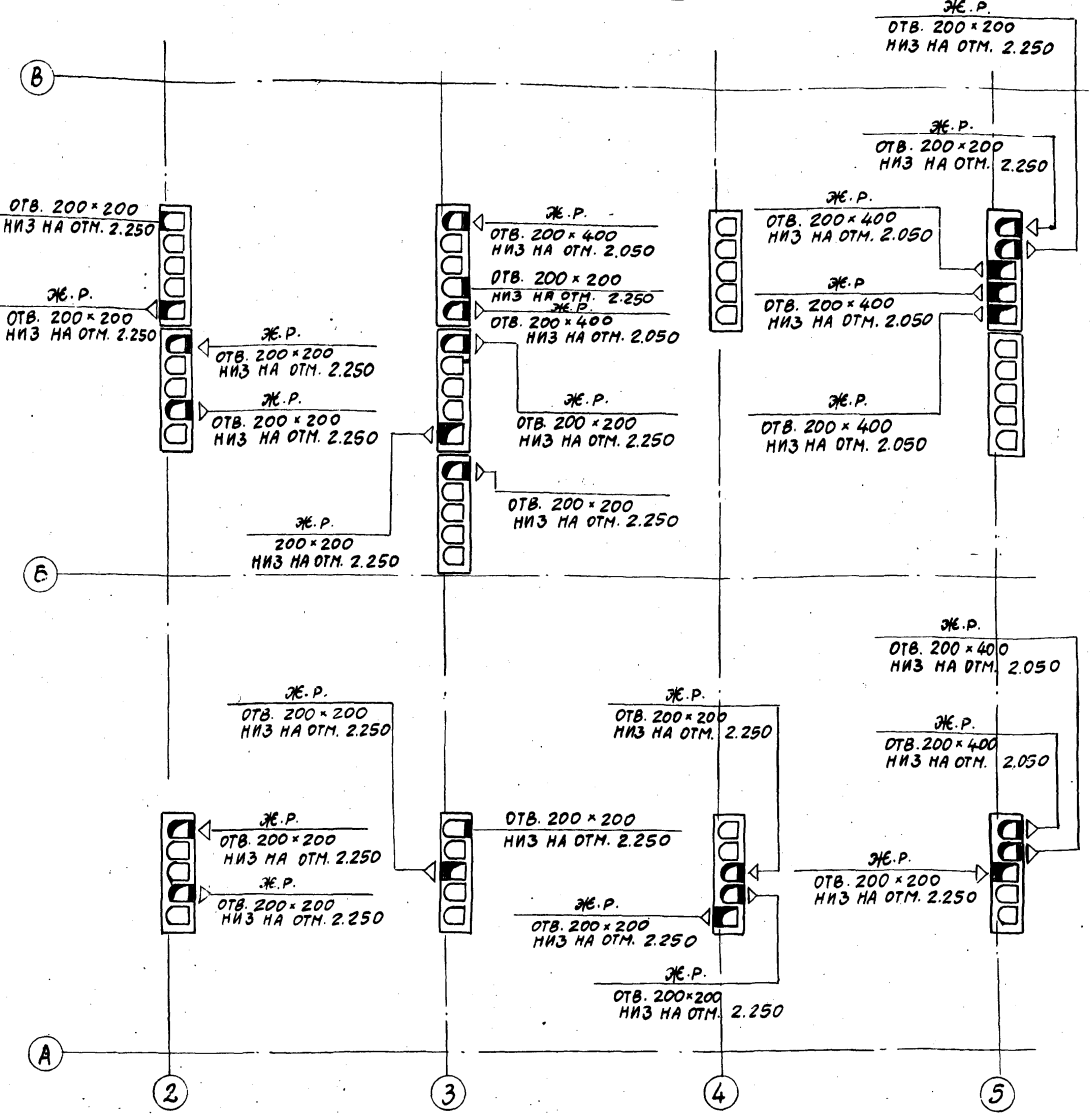 Ж.Р.
ОТВ. 200×200
НИЗ НА ОТМ. 2.250
В
Ж.Р.
ОТВ. 200×200
НИЗ НА ОТМ. 2.250
ОТВ. 200×200
НИЗ НА ОТМ. 2.250
Ж.Р.
ОТВ. 200×400
НИЗ НА ОТМ. 2.050
Ж.Р.
ОТВ. 200×400
НИЗ НА ОТМ. 2.050
ОТВ. 200×200
НИЗ НА ОТМ. 2.250
Ж.Р
ОТВ. 200×400
НИЗ НА ОТМ. 2.050
Ж.Р.
ОТВ. 200×200
НИЗ НА ОТМ. 2.250
Ж.Р.
ОТВ. 200×400
НИЗ НА ОТМ. 2.050
Ж.Р.
ОТВ. 200×200
НИЗ НА ОТМ. 2.250
Ж.Р.
ОТВ. 200×200
НИЗ НА ОТМ. 2.250
Ж.Р.
ОТВ. 200×200
НИЗ НА ОТМ. 2.250
Ж.Р.
ОТВ. 200×400
НИЗ НА ОТМ. 2.050
ОТВ. 200×200
НИЗ НА ОТМ. 2.250
Ж.Р.
200×200
НИЗ НА ОТМ. 2.250
Б
Ж.Р.
ОТВ. 200×400
НИЗ НА ОТМ. 2.050
Ж.Р.
ОТВ. 200×200
НИЗ НА ОТМ. 2.250
Ж.Р.
ОТВ. 200×200
НИЗ НА ОТМ. 2.250
Ж.Р.
ОТВ. 200×400
НИЗ НА ОТМ. 2.050
Ж.Р.
ОТВ. 200×200
НИЗ НА ОТМ. 2.250
ОТВ. 200×200
НИЗ НА ОТМ. 2.250
Ж.Р.
ОТВ. 200×200
НИЗ НА ОТМ. 2.250
Ж.Р.
ОТВ. 200×200
НИЗ НА ОТМ. 2.250
Ж.Р.
ОТВ. 200×200
НИЗ НА ОТМ. 2.250
Ж.Р.
ОТВ. 200×200
НИЗ НА ОТМ. 2.250
А
2
3
4
5